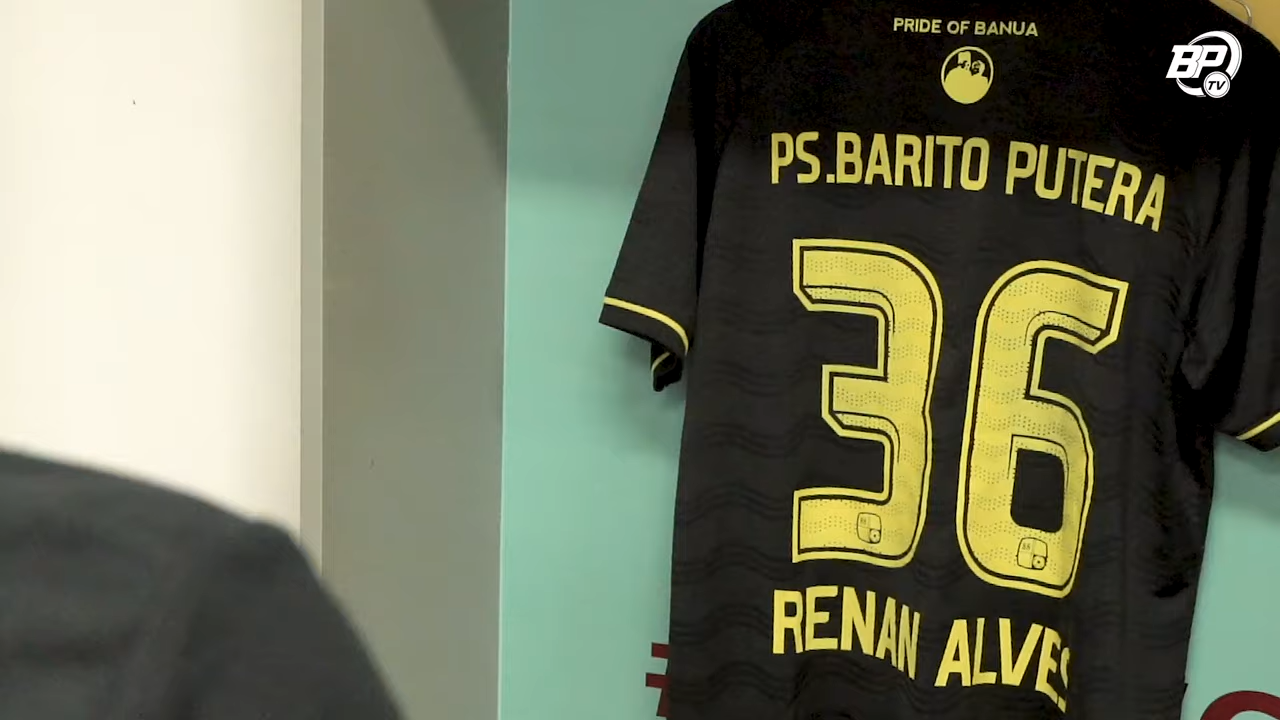 PRIDE OF BANUA
BP
TV
PS.BARITO PUTERA
36
RENAN ALVES